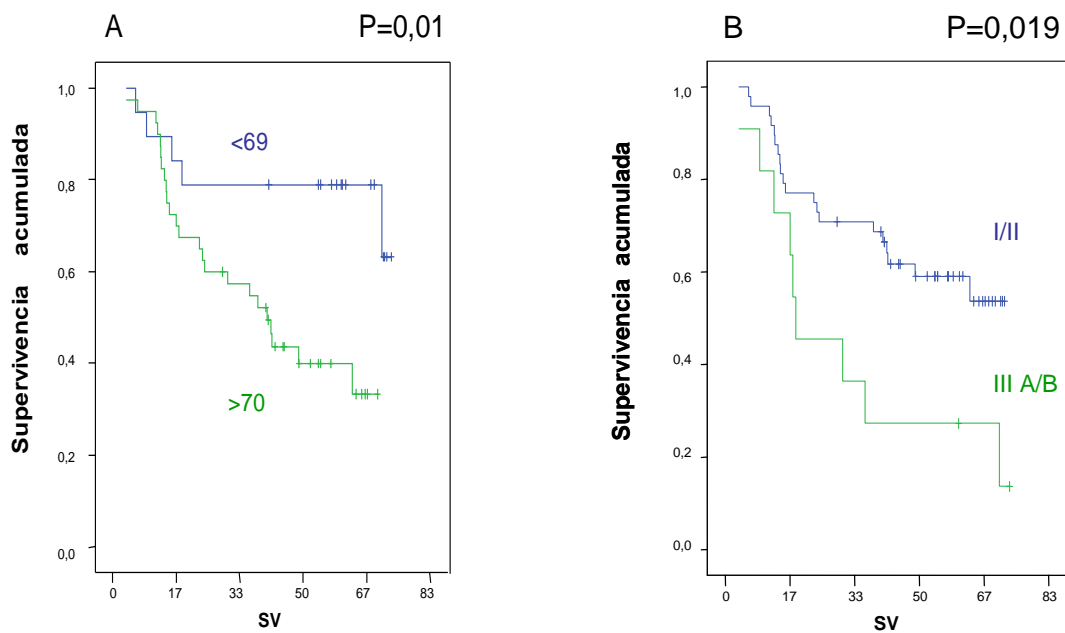 A P=0,01
Supervivencia acumulada
1,0
0,8
0,6
0,4
0,2
0,0
<69
>70
0 17 33 50 67 83
SV
B P=0,019
Supervivencia acumulada
1,0
0,8
0,6
0,4
0,2
0,0
I/II
III A/B
0 17 35 50 67 83
SV